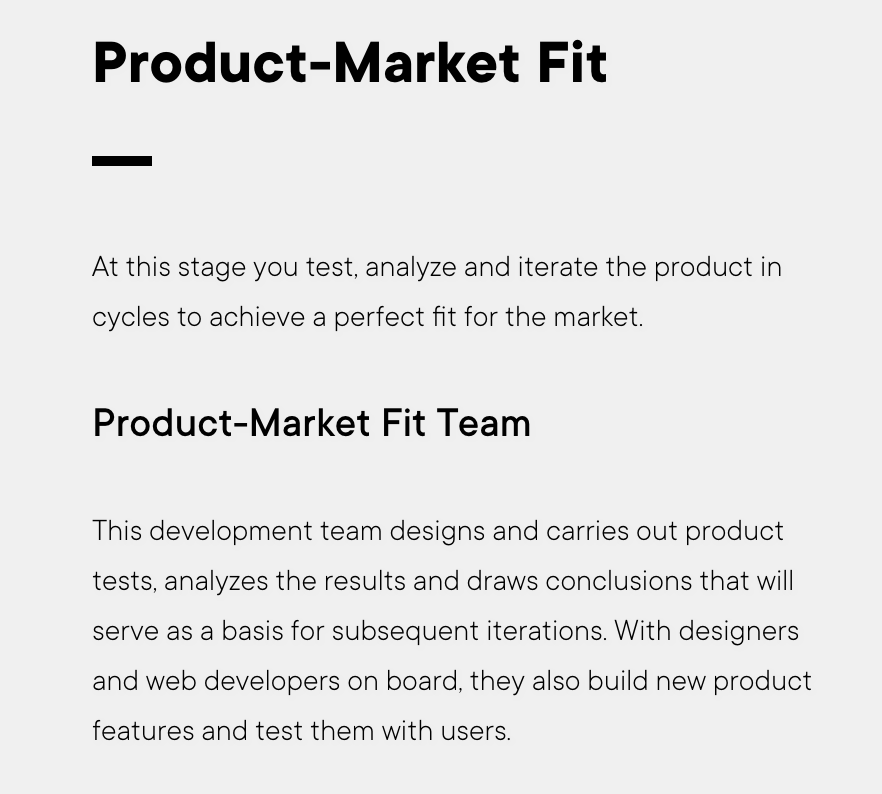 Product-Market Fit
At this stage you test, analyze and iterate the product in
cycles to achieve a perfect fit for the market.
Product-Market Fit Team
This development team designs and carries out product
tests, analyzes the results and draws conclusions that will
serve as a basis for subsequent iterations. With designers
and web developers on board, they also build new product
features and test them with users.